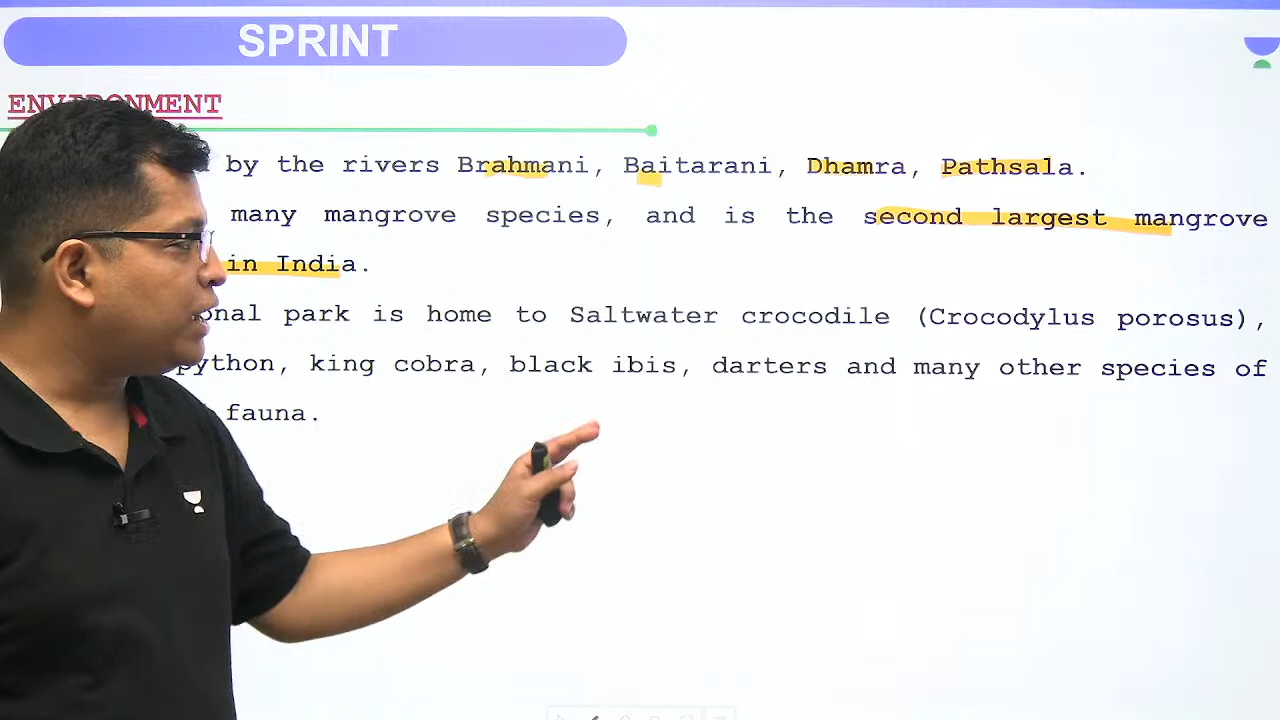 SPRINT
ENVIRONMENT
by the rivers Brahmani, Baitarani, Dhamra, Pathsala.
many mangrove species, and is the second largest mangrove
in India.
onal park is home to Saltwater crocodile (Crocodylus porosus),
python, king cobra, black ibis, darters and many other species of
fauna.